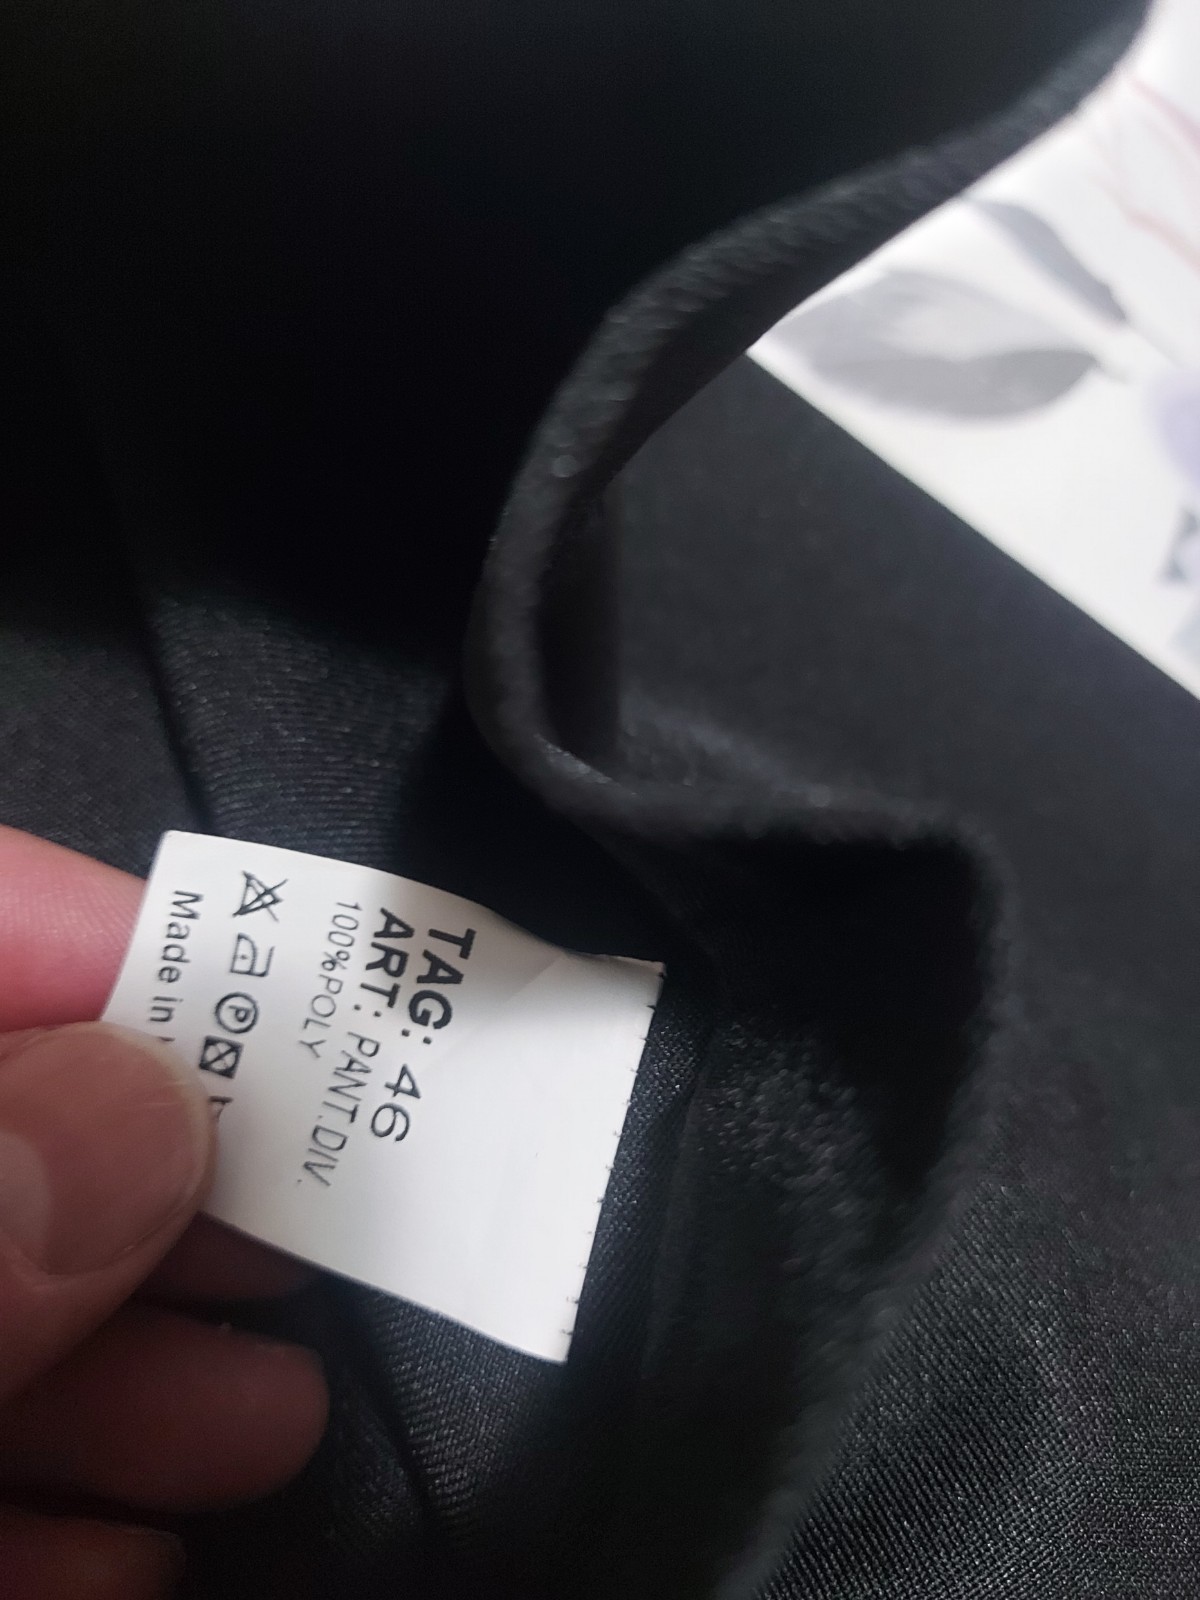 TAG: 46
ART: PANT.DIV.
100%POLY
P
Made in